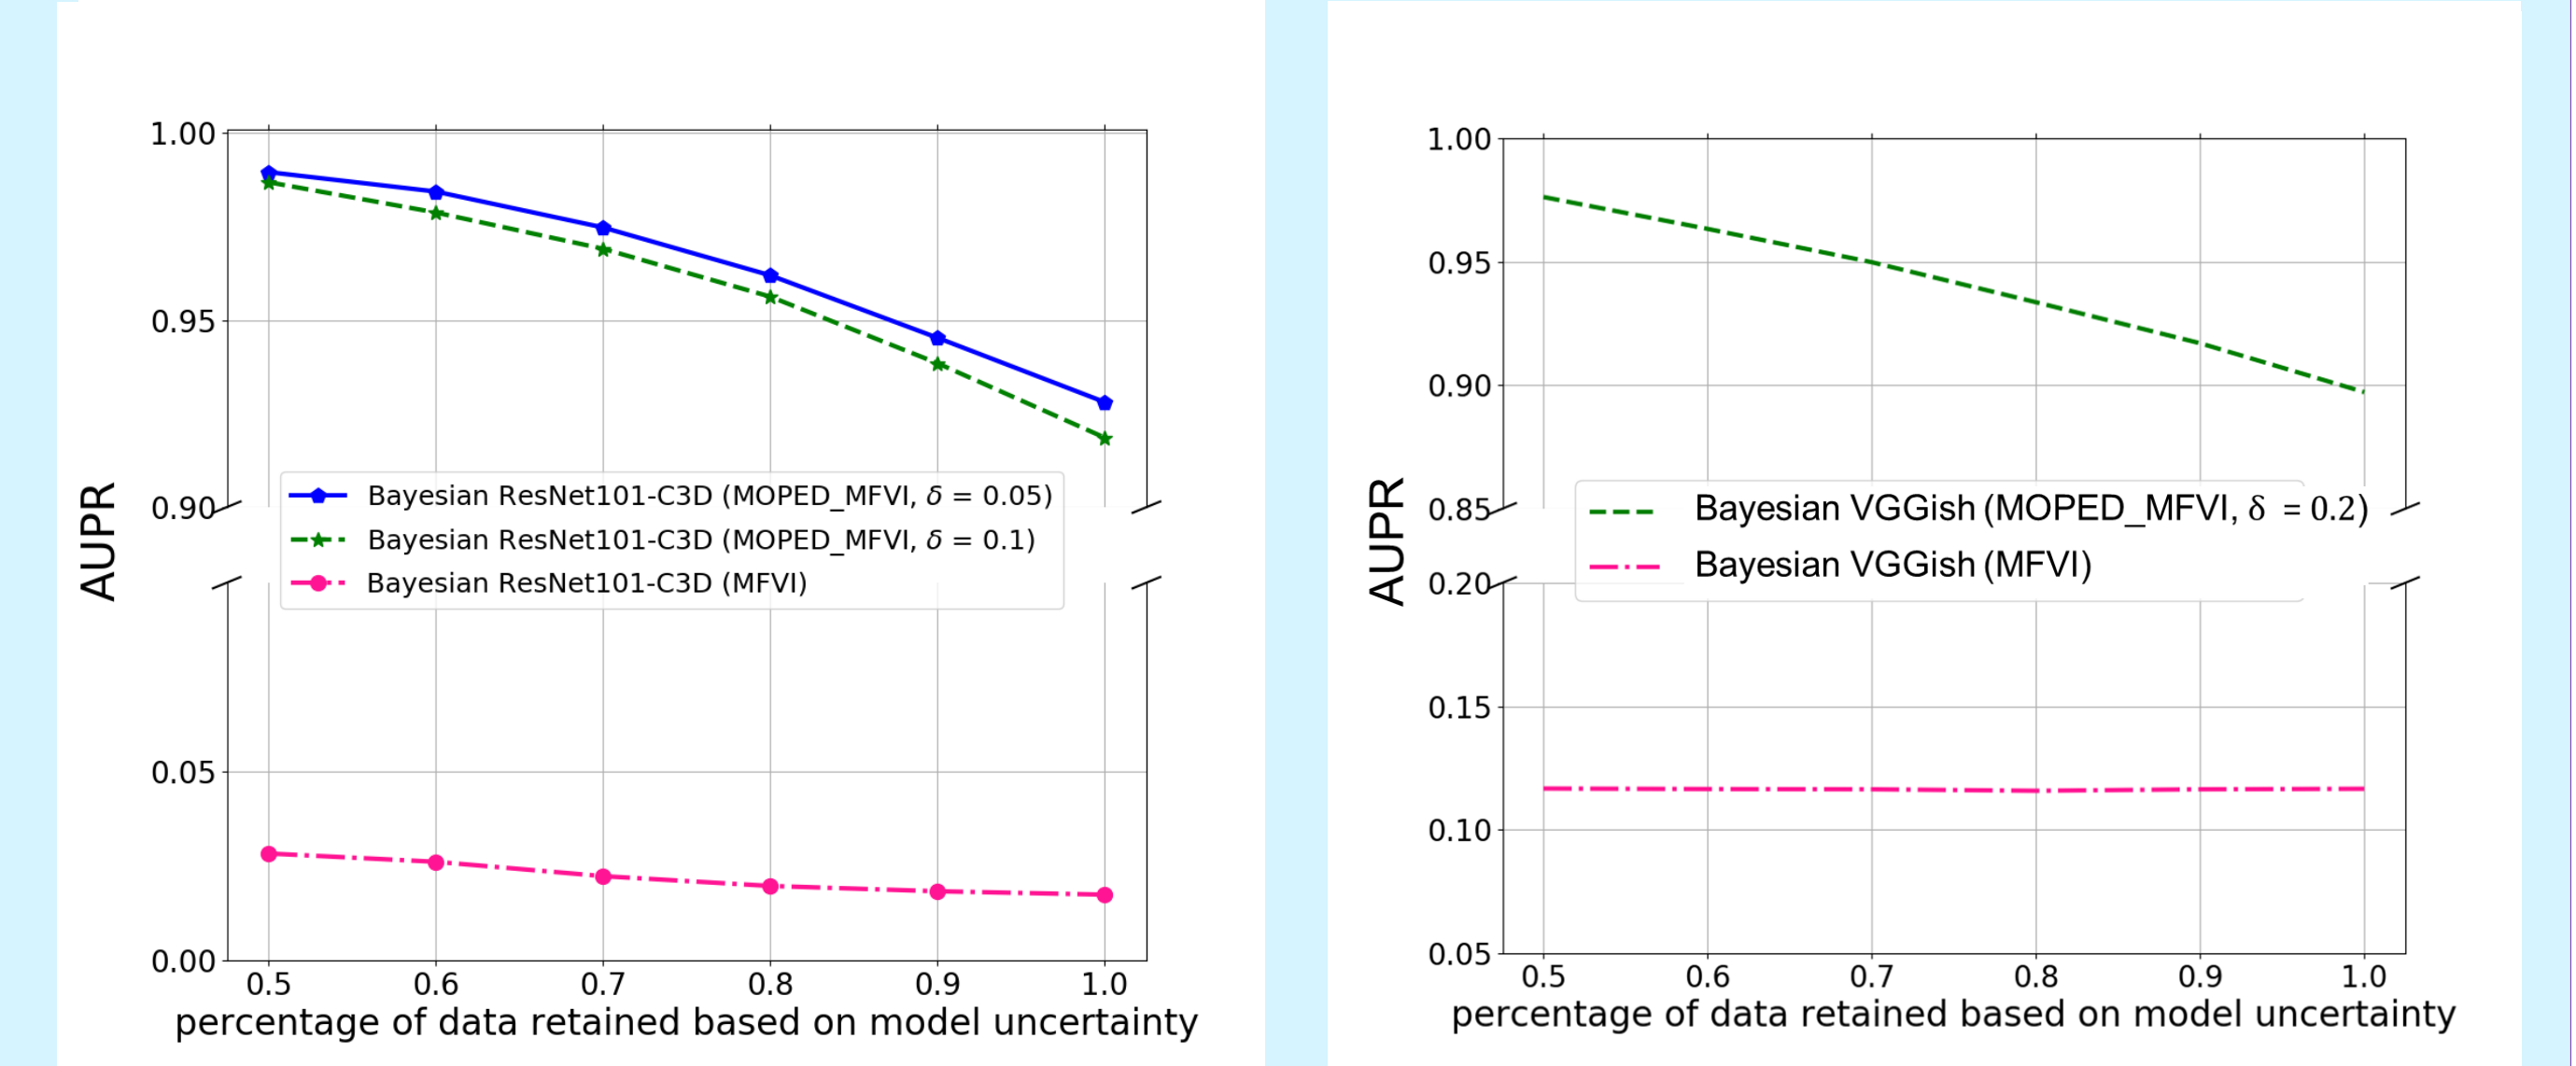 1.00
0.95
0.90
AUPR
Bayesian ResNet101-C3D (MOPED_MFVI, δ = 0.05)
Bayesian ResNet101-C3D (MOPED_MFVI, δ = 0.1)
Bayesian ResNet101-C3D (MFVI)
0.05
0.00
0.5 0.6 0.7 0.8 0.9 1.0
percentage of data retained based on model uncertainty
1.00
0.95
0.90
0.85
AUPR
Bayesian VGGish (MOPED_MFVI, δ = 0.2)
Bayesian VGGish (MFVI)
0.20
0.15
0.10
0.05
0.5 0.6 0.7 0.8 0.9 1.0
percentage of data retained based on model uncertainty